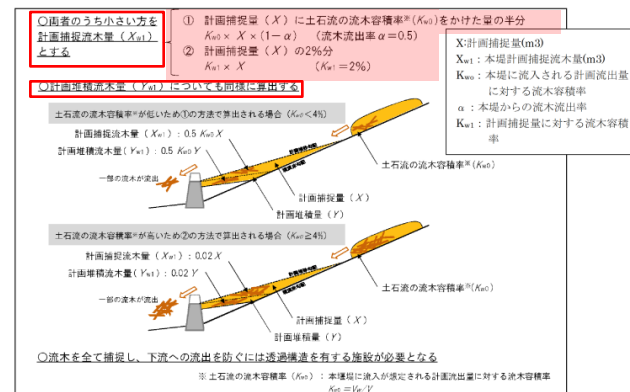 〇両者のうち小さい方を
計画捕捉流木量（Xw1）
とする
① 計画捕捉量（X）に土石流の流木容積率※(Kw0)をかけた量の半分
Kw0 × X ×(1-α) （流木流出率α=0.5）
② 計画捕捉量（X）の2%分
Kw1 × X （Kw1=2%）
X:計画捕捉量(m3)
Xw1：本堤計画捕捉流木量(m3)
Kwo：本堤に流入される計画流出量に対する流木容積率
α：本堤からの流木流出率
Kw1：計画捕捉量に対する流木容積率
〇計画堆積流木量（Yw1）についても同様に算出する
土石流の流木容積率※が低いため①の方法で算出される場合（Kw0<4%）
計画捕捉流木量（Xw1）：0.5 Kw0 X
計画堆積流木量（Yw1）：0.5 Kw0 Y
一部の流木が流出
計画堆砂勾配
土石流の流木容積率※(Kw0)
計画捕捉量（X）
計画堆積量（Y）
土石流の流木容積率※が高いため②の方法で算出される場合（Kw0≧4%）
計画捕捉流木量（Xw1）：0.02 X
計画堆積流木量（Yw1）：0.02 Y
一部の流木が流出
土石流の流木容積率※(Kw0)
計画捕捉量（X）
計画堆積量（Y）
〇流木を全て捕捉し、下流への流出を防ぐには透過構造を有する施設が必要となる
※ 土石流の流木容積率（Kw0）：本堰堤に流入が想定される計画流出量に対する流木容積率
Kw0 =Vw/V